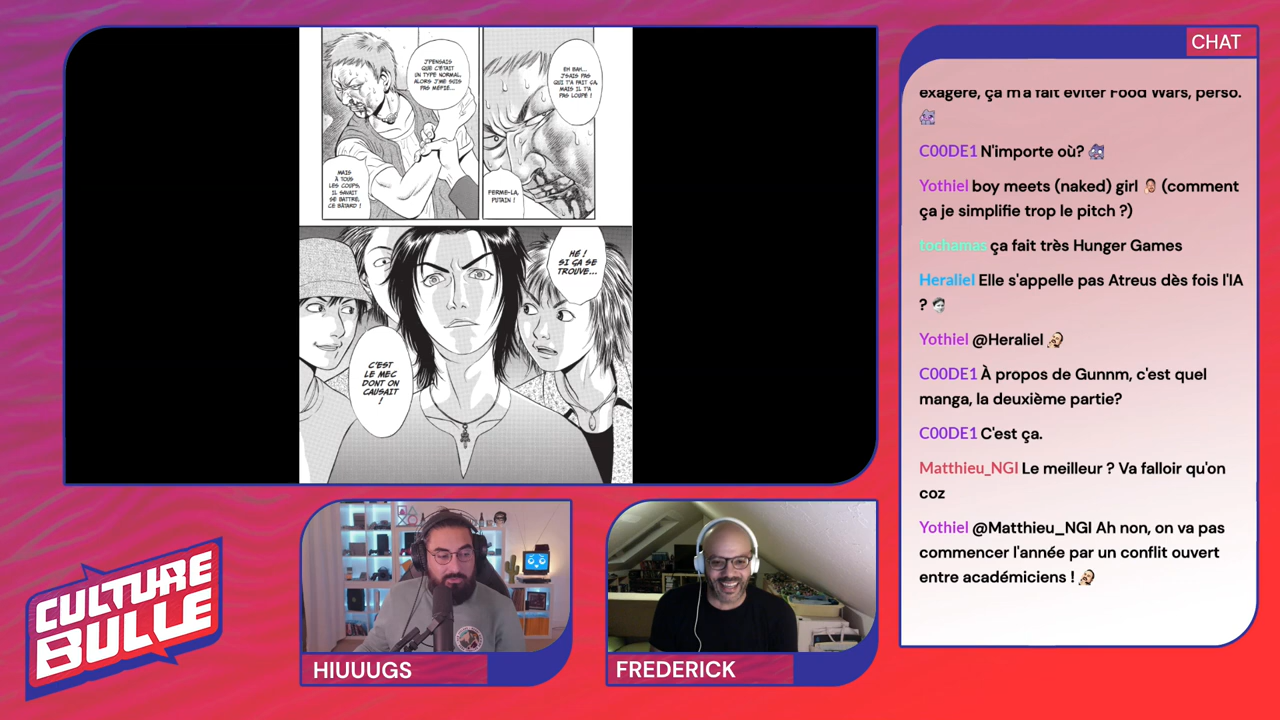 J'PENSAIS
QUE C'ÉTAIT
UN TYPE NORMAL,
ALORS J'ME SUIS
PAS MÉFIÉ...
EH BAH...
J'SAIS PAS
QUI T'A FAIT ÇA,
MAIS IL T'A
PAS LOUPÉ !
MAIS
À TOUS
LES COUPS,
IL SAVAIT
SE BATTRE,
CE BÂTARD !
FERME-LA,
PUTAIN !
HÉ !
SI ÇA SE
TROUVE...
C'EST
LE MEC
DONT ON
CAUSAIT
!
CULTURE
BULLE
HIUUUGS
FREDERICK
CHAT
exagère, ça m'a fait éviter Food Wars, perso.
C00DE1 N'importe où?
Yothiel boy meets (naked) girl (comment
ça je simplifie trop le pitch ?)
tochamas ça fait très Hunger Games
Heraliel Elle s'appelle pas Atreus dès fois l'IA
?
Yothiel @Heraliel
C00DE1 À propos de Gunnm, c'est quel
manga, la deuxième partie?
C00DE1 C'est ça.
Matthieu_NGI Le meilleur ? Va falloir qu'on
coz
Yothiel @Matthieu_NGI Ah non, on va pas
commencer l'année par un conflit ouvert
entre académiciens !